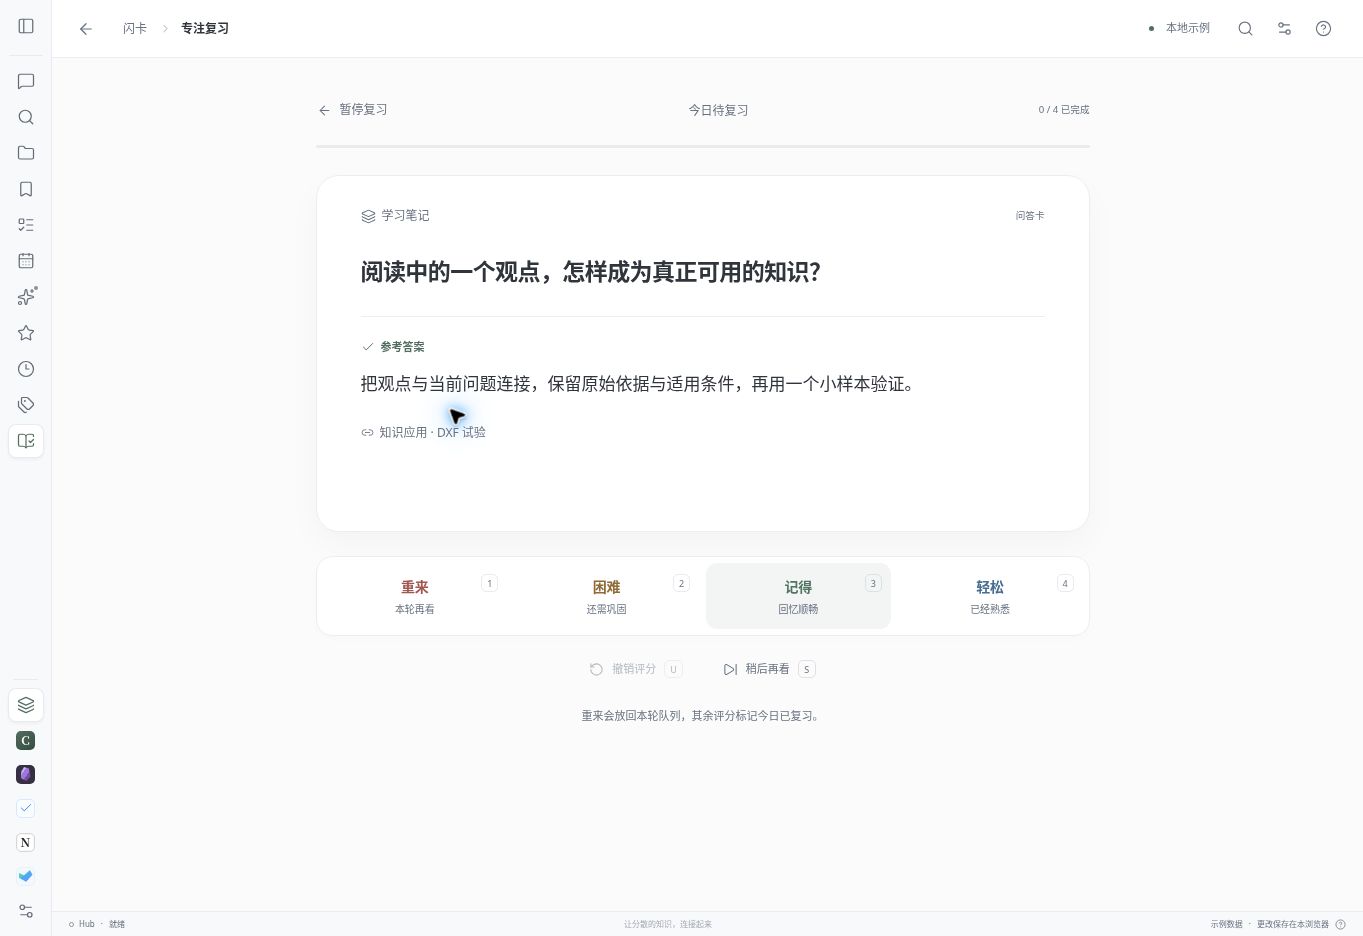 闪卡
专注复习
本地示例
暂停复习
今日待复习
0 / 4 已完成
学习笔记
问答卡
阅读中的一个观点，怎样成为真正可用的知识？
参考答案
把观点与当前问题连接，保留原始依据与适用条件，再用一个小样本验证。
知识应用 · DXF 试验
重来 1
本轮再看
困难 2
还需巩固
记得 3
回忆顺畅
轻松 4
已经熟悉
撤销评分 U
稍后再看 S
重来会放回本轮队列，其余评分标记今日已复习。
C
N
Hub · 就绪
让分散的知识，连接起来
示例数据 · 更改保存在本浏览器